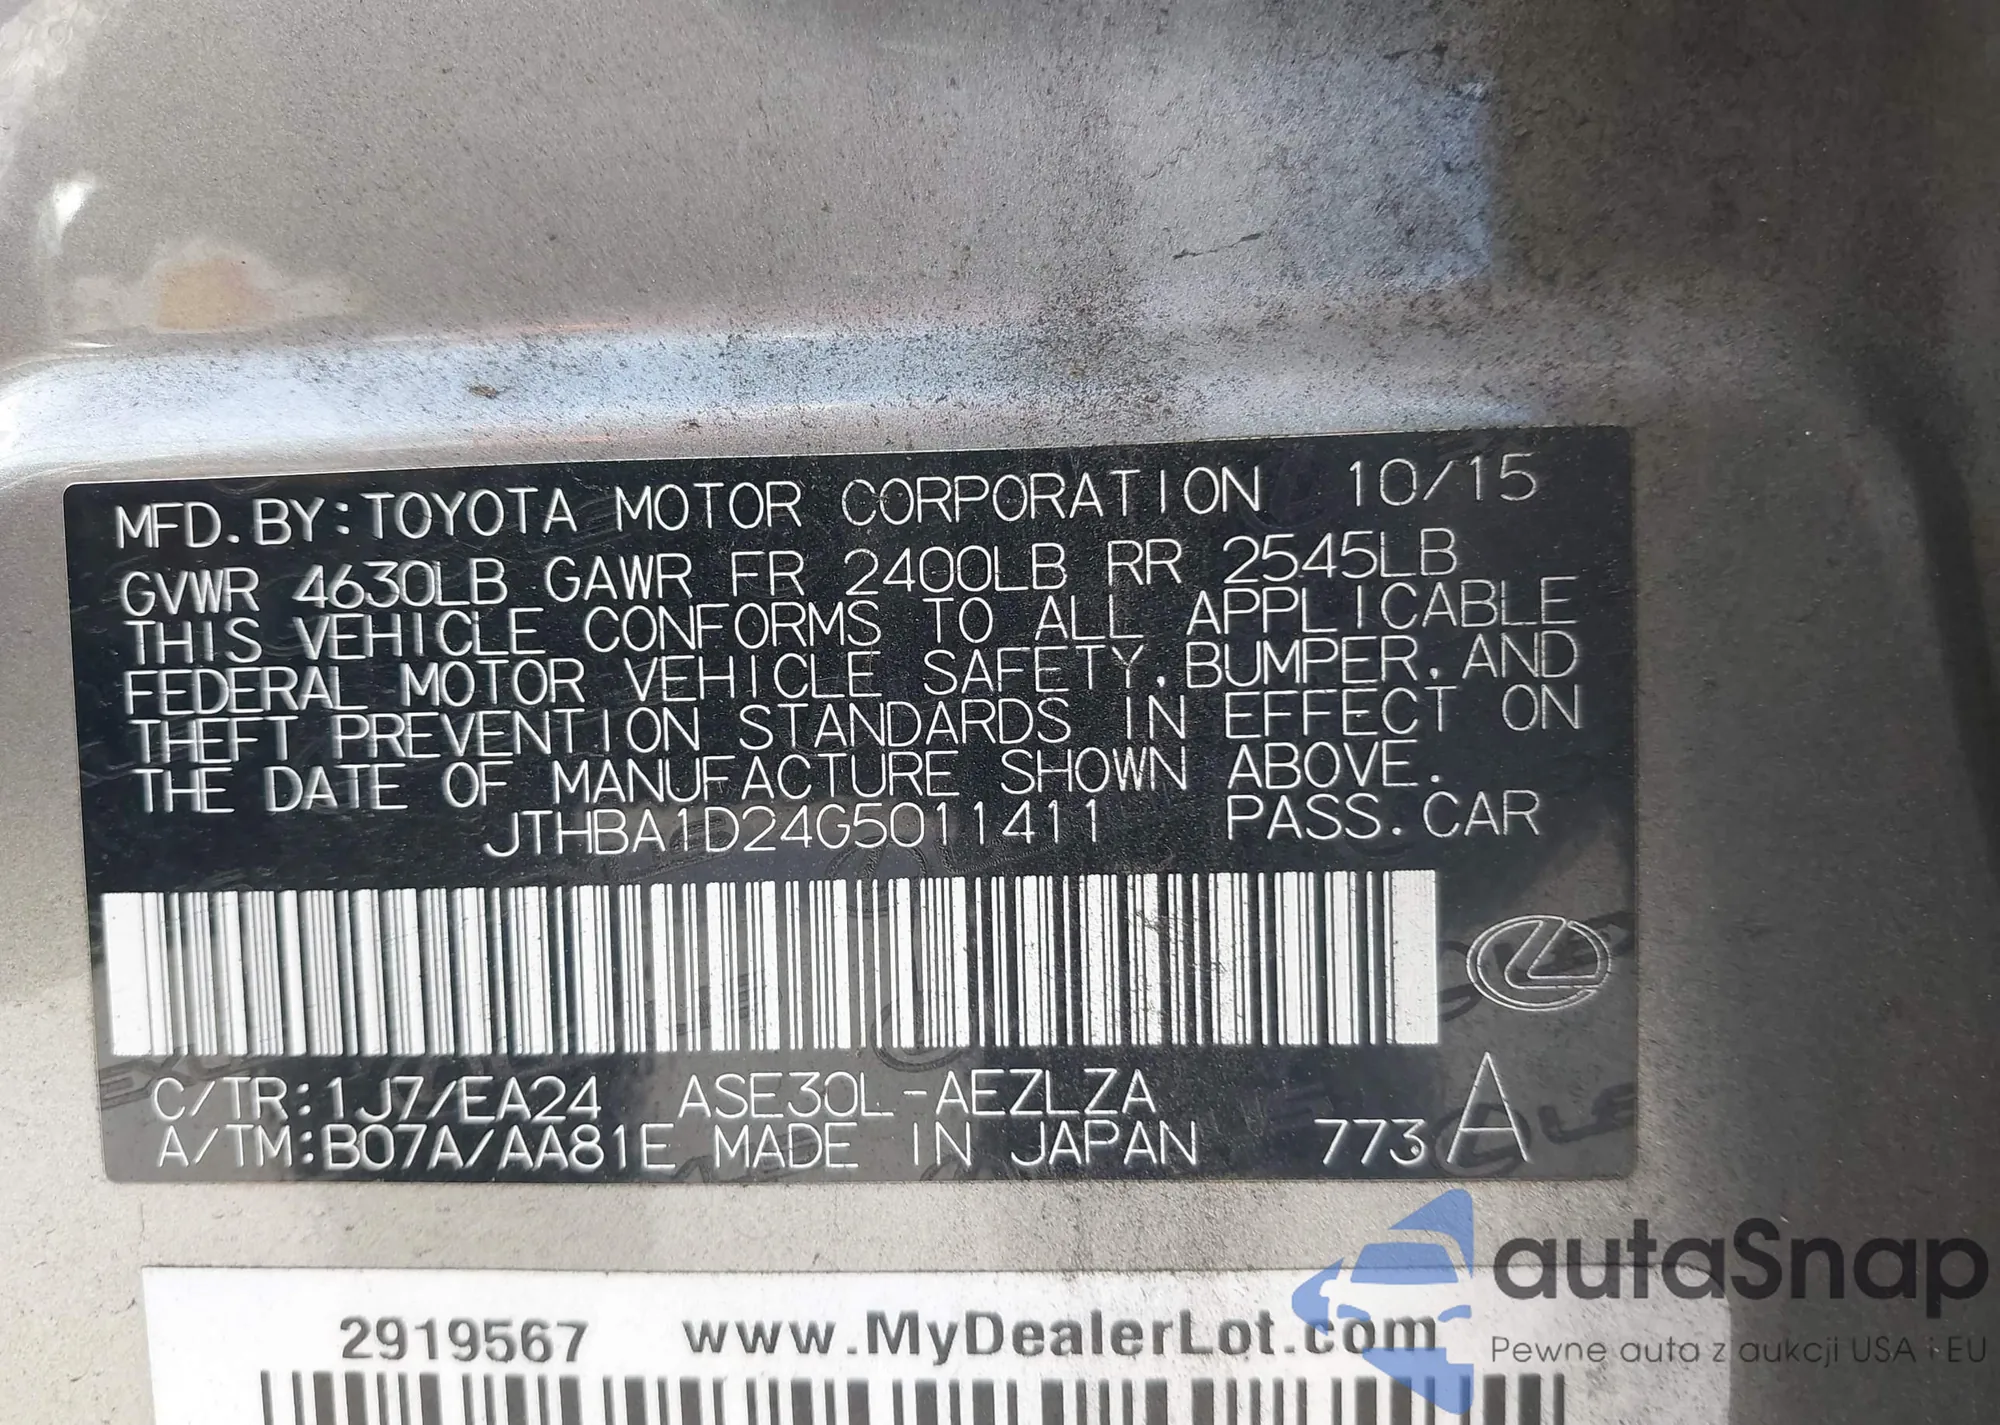 MFD. BY: TOYOTA MOTOR CORPORATION 10/15
GVWR 4630LB GAWR FR 2400LB RR 2545LB
THIS VEHICLE CONFORMS TO ALL APPLICABLE
FEDERAL MOTOR VEHICLE SAFETY, BUMPER, AND
THEFT PREVENTION STANDARDS IN EFFECT ON
THE DATE OF MANUFACTURE SHOWN ABOVE.
JTHBA1D24G5011411 PASS. CAR
C/TR: 1J7/EA24 ASE30L-AEZLZA
A/TM: B07A/AA81E MADE IN JAPAN 773 A
autaSnap
Pewne auta z aukcji USA i EU
2919567 www.MyDealerLot.com